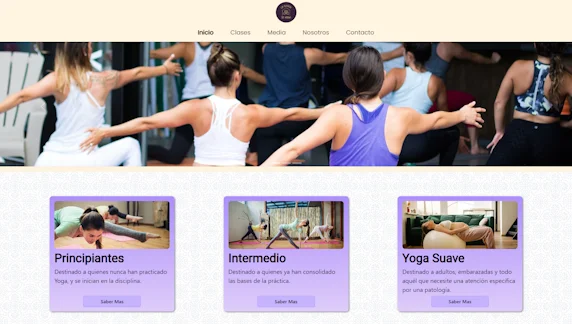 Inicio Clases Media Nosotros Contacto
Principiantes
Destinado a quienes nunca han practicado
Yoga, y se inicien en la disciplina.
Saber Mas
Intermedio
Destinado a quienes ya han consolidado
las bases de la práctica.
Saber Mas
Yoga Suave
Destinado a adultos, embarazadas y todo
aquél que necesite una atención específica
por una patología.
Saber Mas